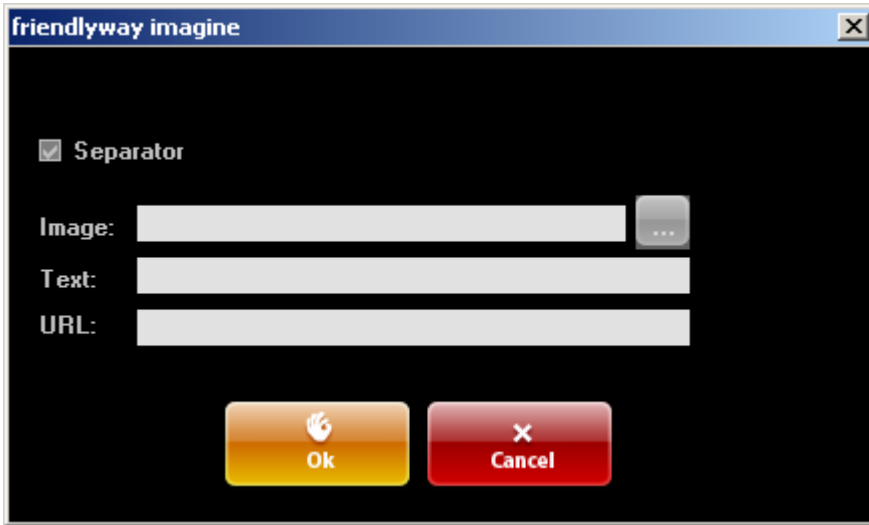 friendlyway imagine
Separator
Image:
...
Text:
URL:
Ok
Cancel